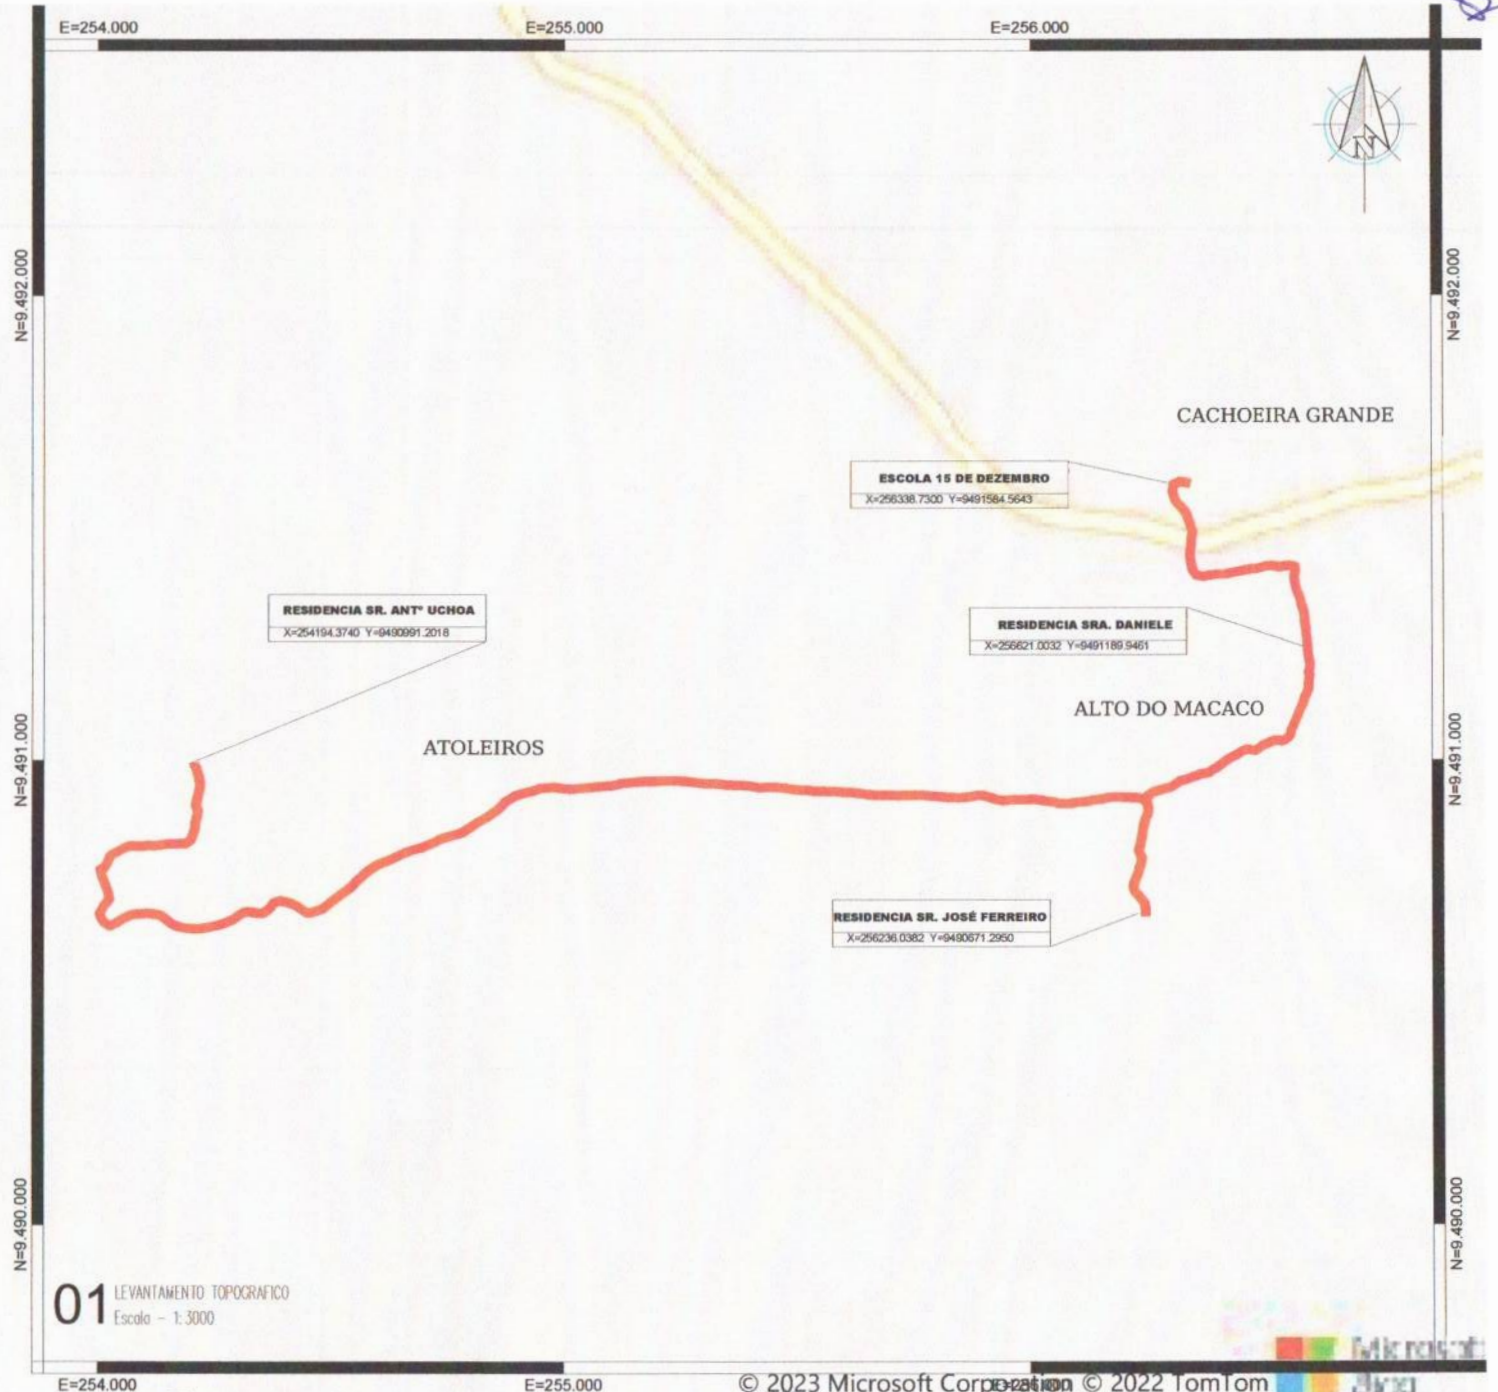 E=254.000
E=255.000
E=256.000
N=9.492.000
N=9.492.000
N
CACHOEIRA GRANDE
ESCOLA 15 DE DEZEMBRO
X=256338.7300 Y=9491584.5643
RESIDENCIA SR. ANTº UCHOA
X=254194.3740 Y=9490991.2018
RESIDENCIA SRA. DANIELE
X=256621.0032 Y=9491189.9461
ALTO DO MACACO
ATOLEIROS
N=9.491.000
N=9.491.000
RESIDENCIA SR. JOSÉ FERREIRO
X=256236.0382 Y=9490671.2950
N=9.490.000
N=9.490.000
01
LEVANTAMENTO TOPOGRAFICO
Escala - 1:3000
Microsoft
E=254.000
E=255.000
© 2023 Microsoft Corporation © 2022 TomTom